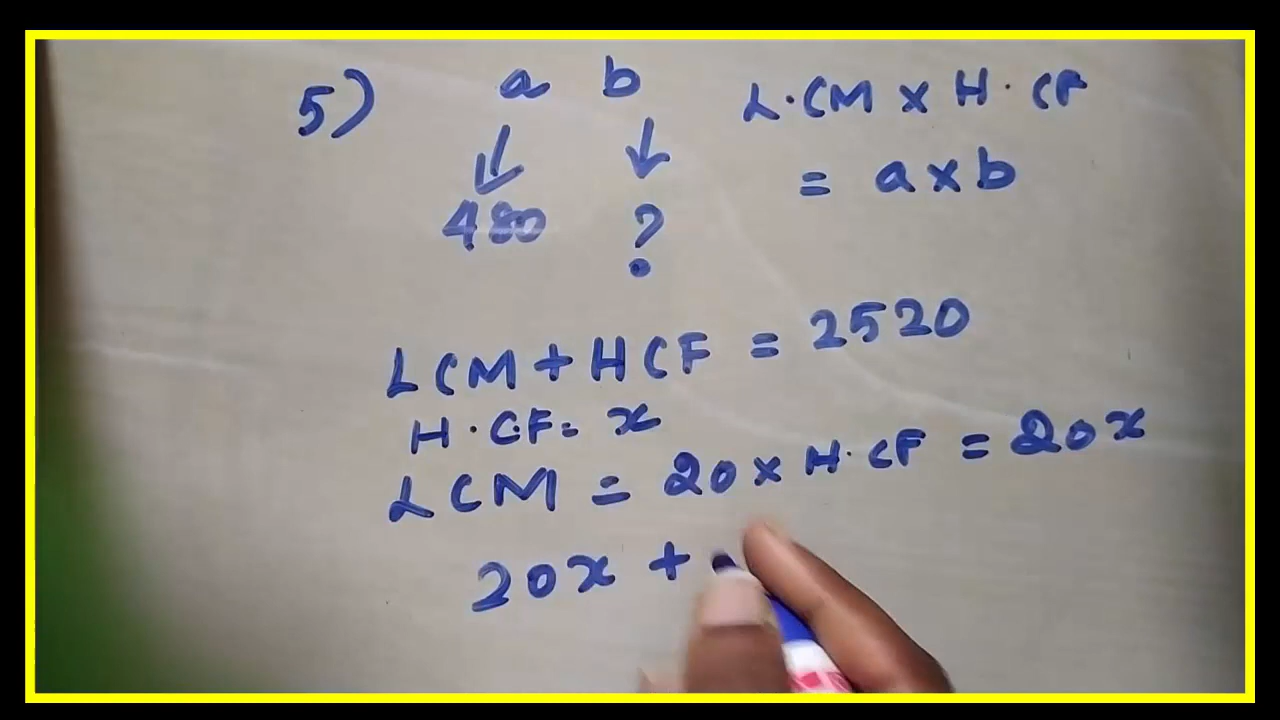 5) a b L.CM x H.CF
= a x b
480 ?
LCM + HCF = 2520
H.CF = x
LCM = 20 x H.CF = 20x
20x +